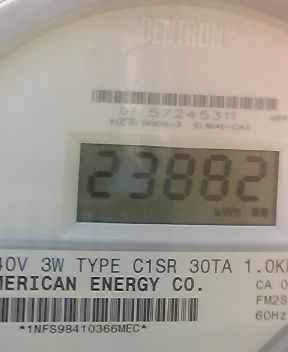 CENTRON®
07 57245311
23882
kWh
40V 3W TYPE C1SR 30TA 1.0K
MERICAN ENERGY CO.
CA 0
FM2S
60Hz
*1NFS98410366MEC*